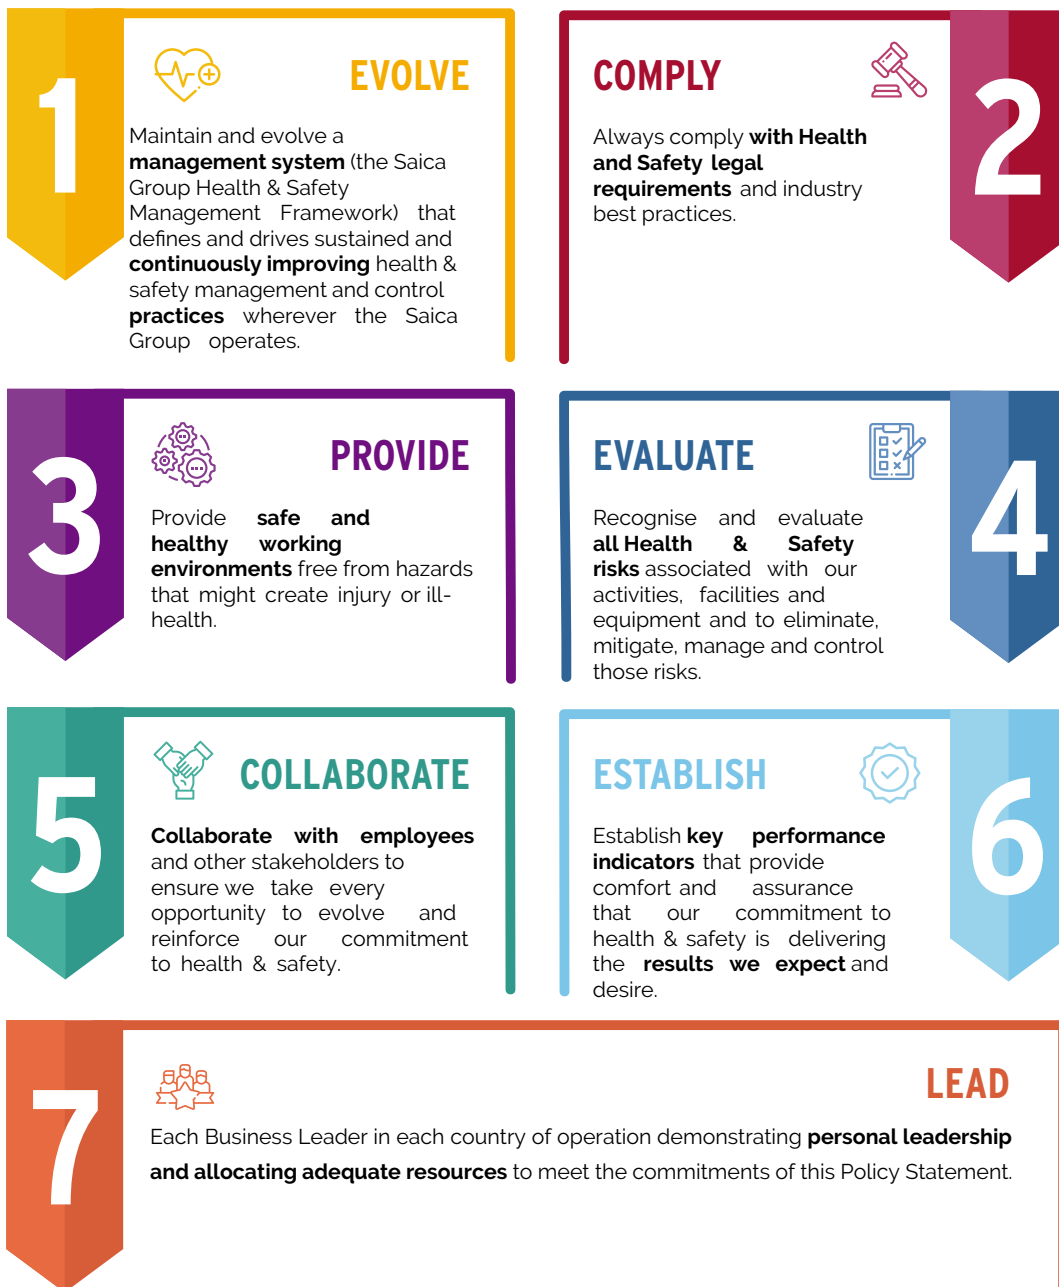 1
EVOLVE
Maintain and evolve a
management system (the Saica
Group Health & Safety
Management Framework) that
defines and drives sustained and
continuously improving health &
safety management and control
practices wherever the Saica
Group operates.
COMPLY
2
Always comply with Health
and Safety legal
requirements and industry
best practices.
3
PROVIDE
Provide safe and
healthy working
environments free from hazards
that might create injury or ill-
health.
EVALUATE
4
Recognise and evaluate
all Health & Safety
risks associated with our
activities, facilities and
equipment and to eliminate,
mitigate, manage and control
those risks.
5
COLLABORATE
Collaborate with employees
and other stakeholders to
ensure we take every
opportunity to evolve and
reinforce our commitment
to health & safety.
ESTABLISH
6
Establish key performance
indicators that provide
comfort and assurance
that our commitment to
health & safety is delivering
the results we expect and
desire.
7
LEAD
Each Business Leader in each country of operation demonstrating personal leadership
and allocating adequate resources to meet the commitments of this Policy Statement.